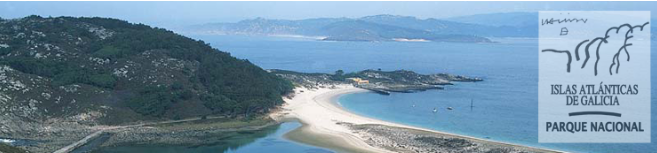 ISLAS ATLÁNTICAS
DE GALICIA
PARQUE NACIONAL